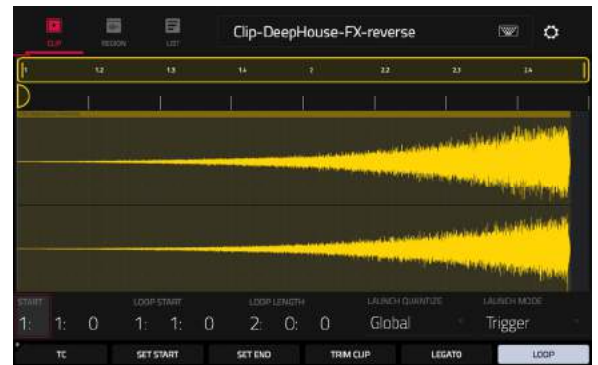 Clip-DeepHouse-FX-reverse
CLIP REGION LIST
1 1.2 1.3 1.4 2 2.2 2.3 2.4
START LOOP START LOOP LENGTH LAUNCH QUANTIZE LAUNCH MODE
1: 1: 0 1: 1: 0 2: 0: 0 Global Trigger
TC SET START SET END TRIM CLIP LEGATO LOOP